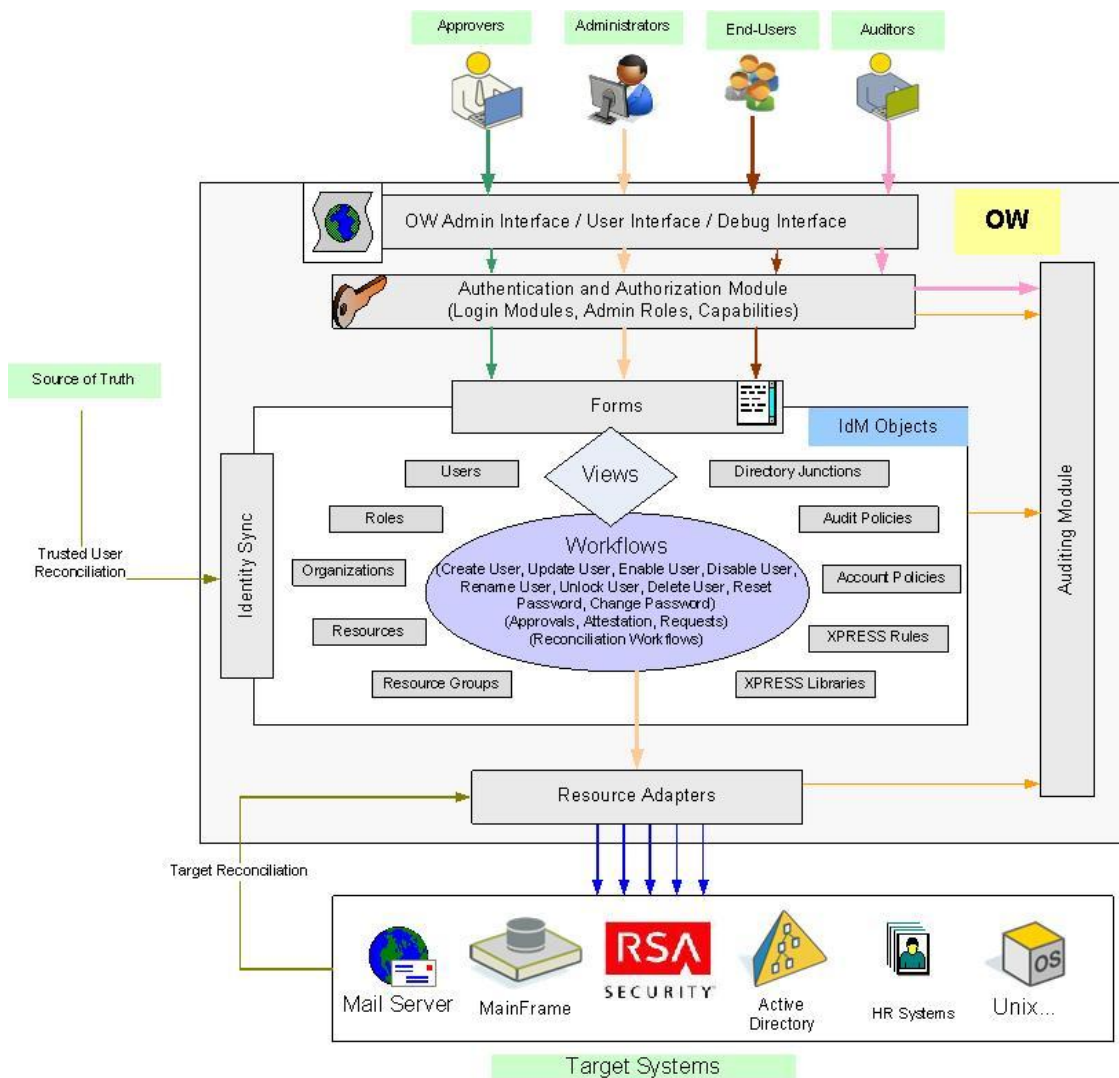 Approvers
Administrators
End-Users
Auditors
OW Admin Interface / User Interface / Debug Interface
OW
Authentication and Authorization Module
(Login Modules, Admin Roles, Capabilities)
Source of Truth
Forms
IdM Objects
Users
Views
Directory Junctions
Roles
Audit Policies
Workflows
(Create User, Update User, Enable User, Disable User,
Rename User, Unlock User, Delete User, Reset
Password, Change Password)
(Approvals, Attestation, Requests)
(Reconciliation Workflows)
Organizations
Account Policies
Resources
XPRESS Rules
Resource Groups
XPRESS Libraries
Identity Sync
Auditing Module
Trusted User
Reconciliation
Resource Adapters
Target Reconciliation
Mail Server
MainFrame
RSA
SECURITY
Active
Directory
HR Systems
OS
Unix...
Target Systems